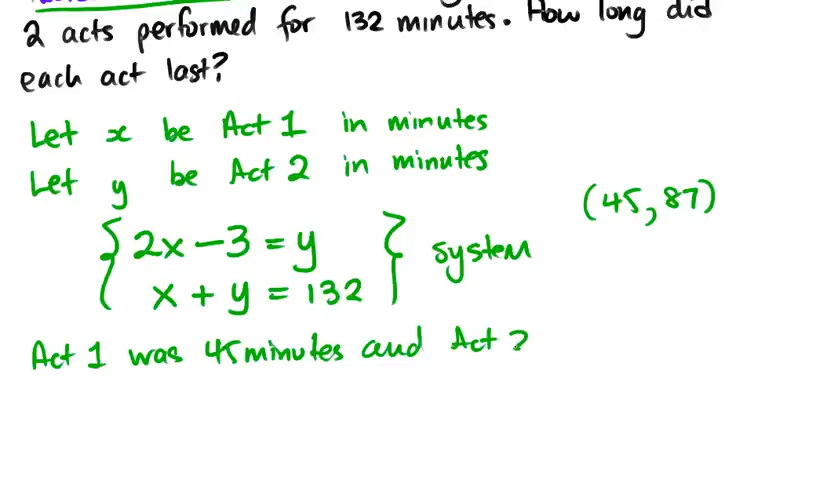 2 acts performed for 132 minutes. How long did
each act last?
Let x be Act 1 in minutes
Let y be Act 2 in minutes
(45, 87)
{ 2x - 3 = y } system
x + y = 132
Act 1 was 45 minutes and Act 2